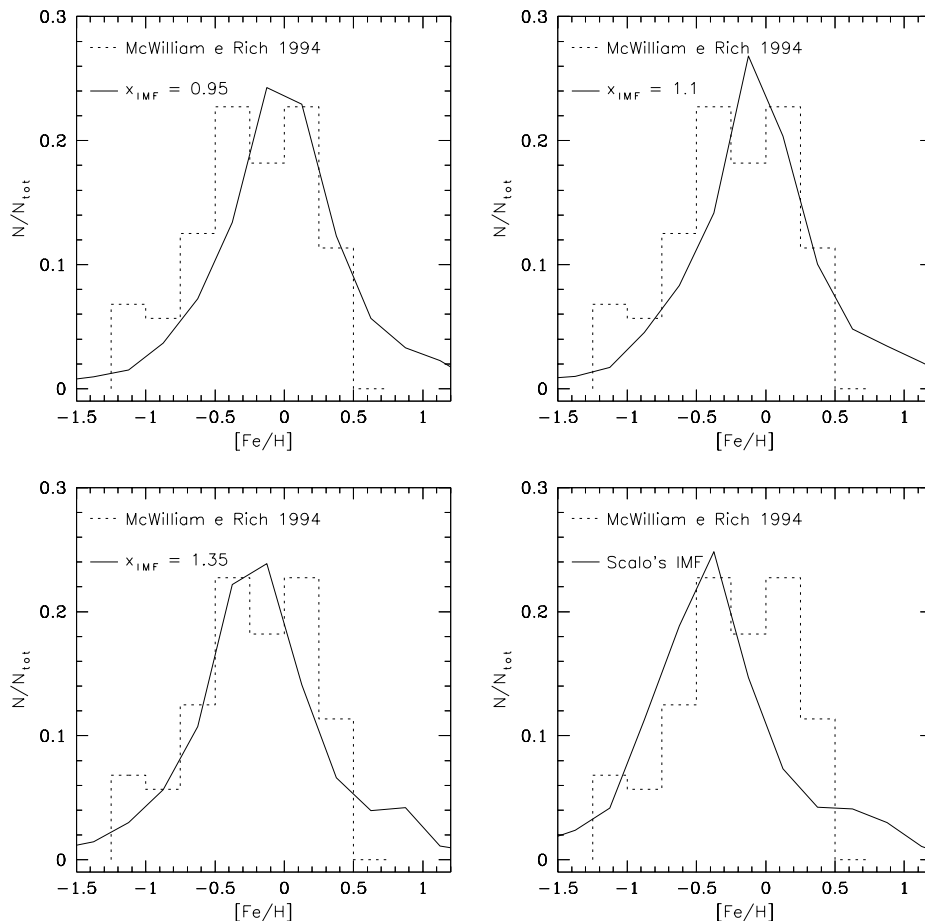 0.3
McWilliam e Rich 1994
x_IMF = 0.95
0.2
N/N_tot
0.1
0
−1.5 −1 −0.5 0 0.5 1
[Fe/H]
0.3
McWilliam e Rich 1994
x_IMF = 1.1
0.2
N/N_tot
0.1
0
−1.5 −1 −0.5 0 0.5 1
[Fe/H]
0.3
McWilliam e Rich 1994
x_IMF = 1.35
0.2
N/N_tot
0.1
0
−1.5 −1 −0.5 0 0.5 1
[Fe/H]
0.3
McWilliam e Rich 1994
Scalo's IMF
0.2
N/N_tot
0.1
0
−1.5 −1 −0.5 0 0.5 1
[Fe/H]